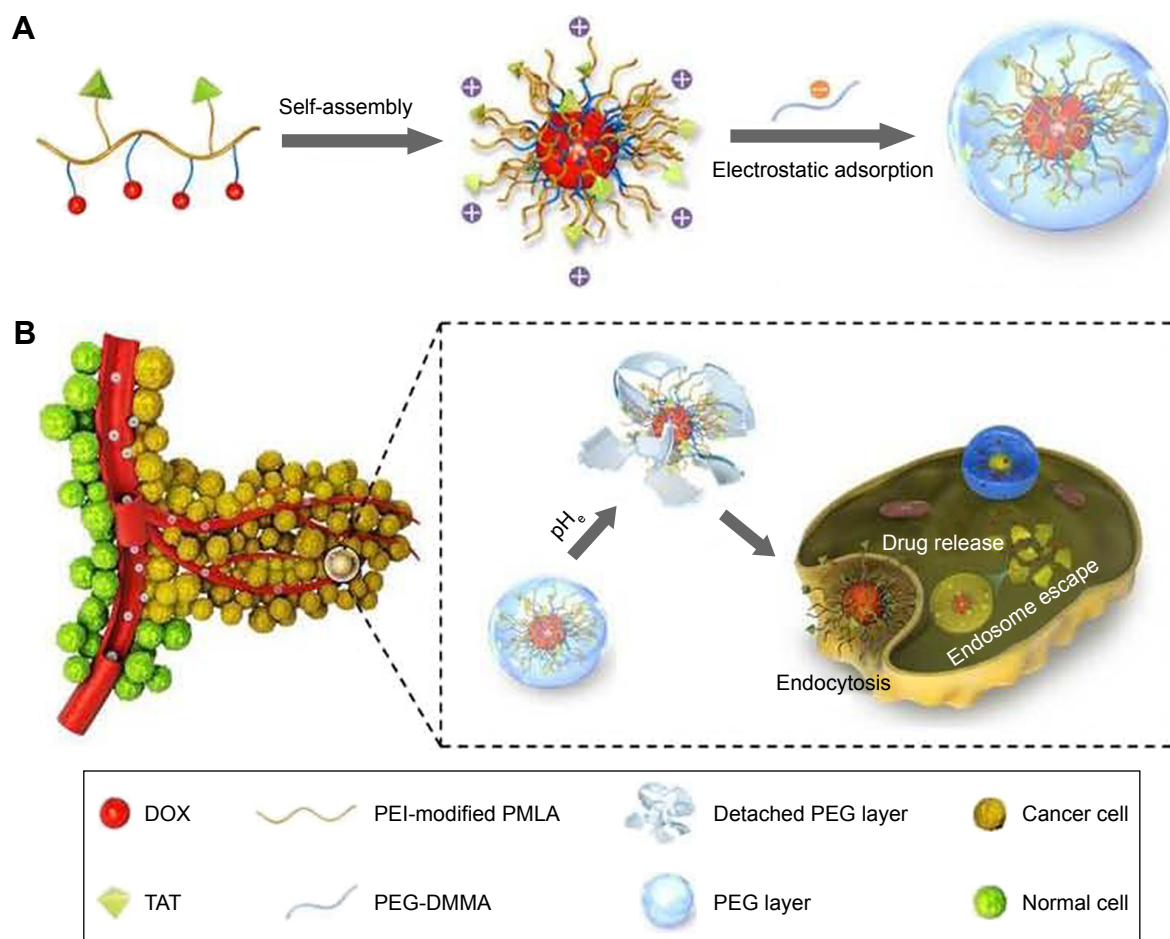 A
Self-assembly
Electrostatic adsorption
B
pHe
Drug release
Endosome escape
Endocytosis
DOX
PEI-modified PMLA
Detached PEG layer
Cancer cell
TAT
PEG-DMMA
PEG layer
Normal cell